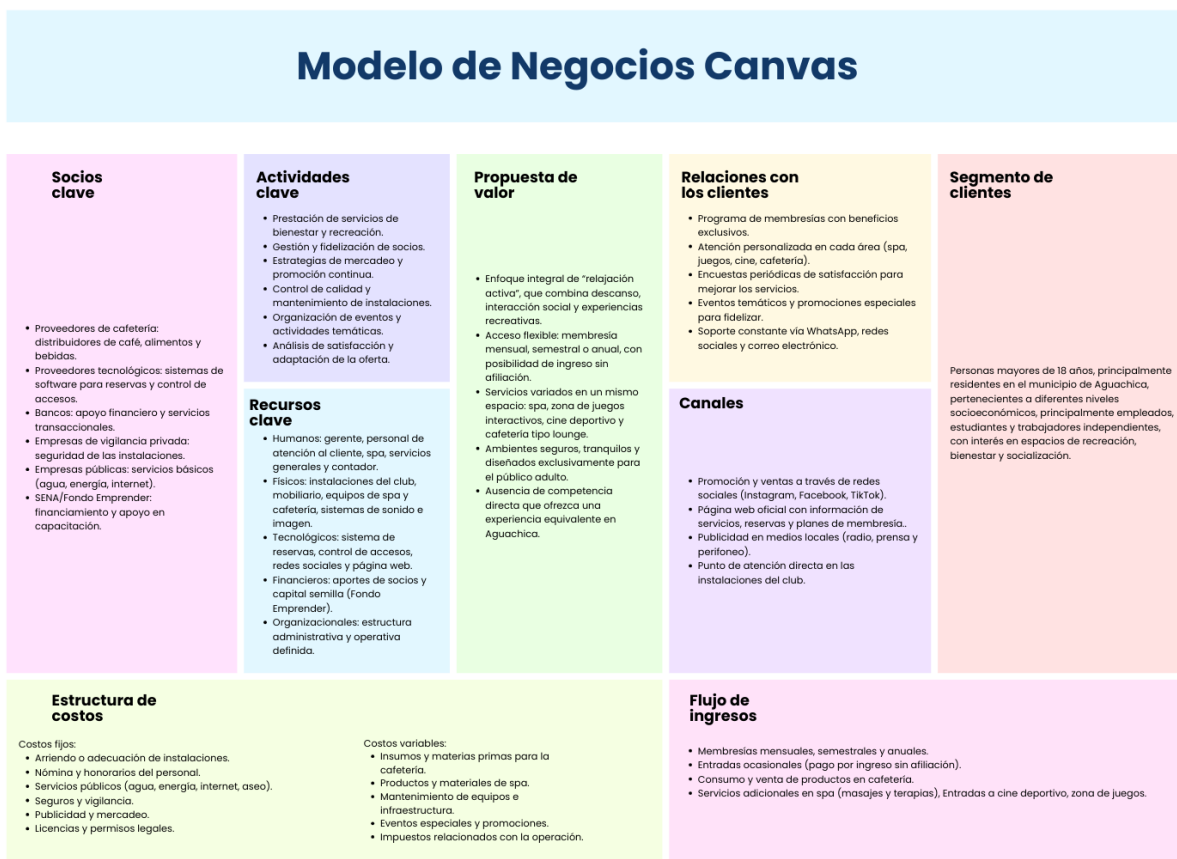 Modelo de Negocios Canvas
Socios
clave
Proveedores de cafetería:
distribuidores de café, alimentos y
bebidas.
Proveedores tecnológicos: sistemas de
software para reservas y control de
accesos.
Bancos: apoyo financiero y servicios
transaccionales.
Empresas de vigilancia privada:
seguridad de las instalaciones.
Empresas públicas: servicios básicos
(agua, energía, internet).
SENA/Fondo Emprender:
financiamiento y apoyo en
capacitación.
Actividades
clave
Prestación de servicios de
bienestar y recreación.
Gestión y fidelización de socios.
Estrategias de mercadeo y
promoción continua.
Control de calidad y
mantenimiento de instalaciones.
Organización de eventos y
actividades temáticas.
Análisis de satisfacción y
adaptación de la oferta.
Recursos
clave
Humanos: gerente, personal de
atención al cliente, spa, servicios
generales y contador.
Físicos: instalaciones del club,
mobiliario, equipos de spa y
cafetería, sistemas de sonido e
imagen.
Tecnológicos: sistema de
reservas, control de accesos,
redes sociales y página web.
Financieros: aportes de socios y
capital semilla (Fondo
Emprender).
Organizacionales: estructura
administrativa y operativa
definida.
Propuesta de
valor
Enfoque integral de “relajación
activa”, que combina descanso,
interacción social y experiencias
recreativas.
Acceso flexible: membresía
mensual, semestral o anual, con
posibilidad de ingreso sin
afiliación.
Servicios variados en un mismo
espacio: spa, zona de juegos
interactivos, cine deportivo y
cafetería tipo lounge.
Ambientes seguros, tranquilos y
diseñados exclusivamente para
el público adulto.
Ausencia de competencia
directa que ofrezca una
experiencia equivalente en
Aguachica.
Relaciones con
los clientes
Programa de membresías con beneficios
exclusivos.
Atención personalizada en cada área (spa,
juegos, cine, cafetería).
Encuestas periódicas de satisfacción para
mejorar los servicios.
Eventos temáticos y promociones especiales
para fidelizar.
Soporte constante vía WhatsApp, redes
sociales y correo electrónico.
Canales
Promoción y ventas a través de redes
sociales (Instagram, Facebook, TikTok).
Página web oficial con información de
servicios, reservas y planes de membresía..
Publicidad en medios locales (radio, prensa y
perifoneo).
Punto de atención directa en las
instalaciones del club.
Segmento de
clientes
Personas mayores de 18 años, principalmente
residentes en el municipio de Aguachica,
pertenecientes a diferentes niveles
socioeconómicos, principalmente empleados,
estudiantes y trabajadores independientes,
con interés en espacios de recreación,
bienestar y socialización.
Estructura de
costos
Costos fijos:
Arriendo o adecuación de instalaciones.
Nómina y honorarios del personal.
Servicios públicos (agua, energía, internet, aseo).
Seguros y vigilancia.
Publicidad y mercadeo.
Licencias y permisos legales.
Costos variables:
Insumos y materias primas para la
cafetería.
Productos y materiales de spa.
Mantenimiento de equipos e
infraestructura.
Eventos especiales y promociones.
Impuestos relacionados con la operación.
Flujo de
ingresos
Membresías mensuales, semestrales y anuales.
Entradas ocasionales (pago por ingreso sin afiliación).
Consumo y venta de productos en cafetería.
Servicios adicionales en spa (masajes y terapias), Entradas a cine deportivo, zona de juegos.